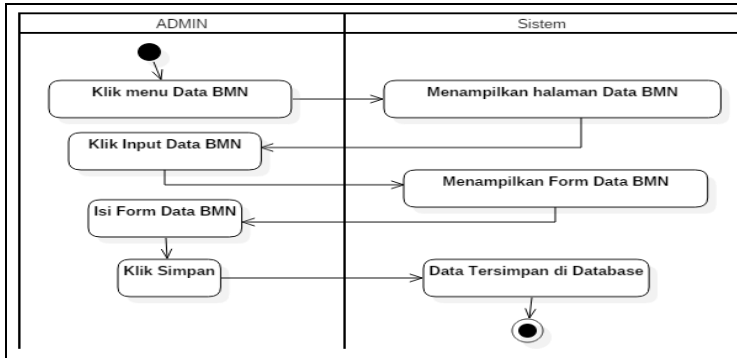 ADMIN
Sistem
Klik menu Data BMN
Menampilkan halaman Data BMN
Klik Input Data BMN
Menampilkan Form Data BMN
Isi Form Data BMN
Klik Simpan
Data Tersimpan di Database